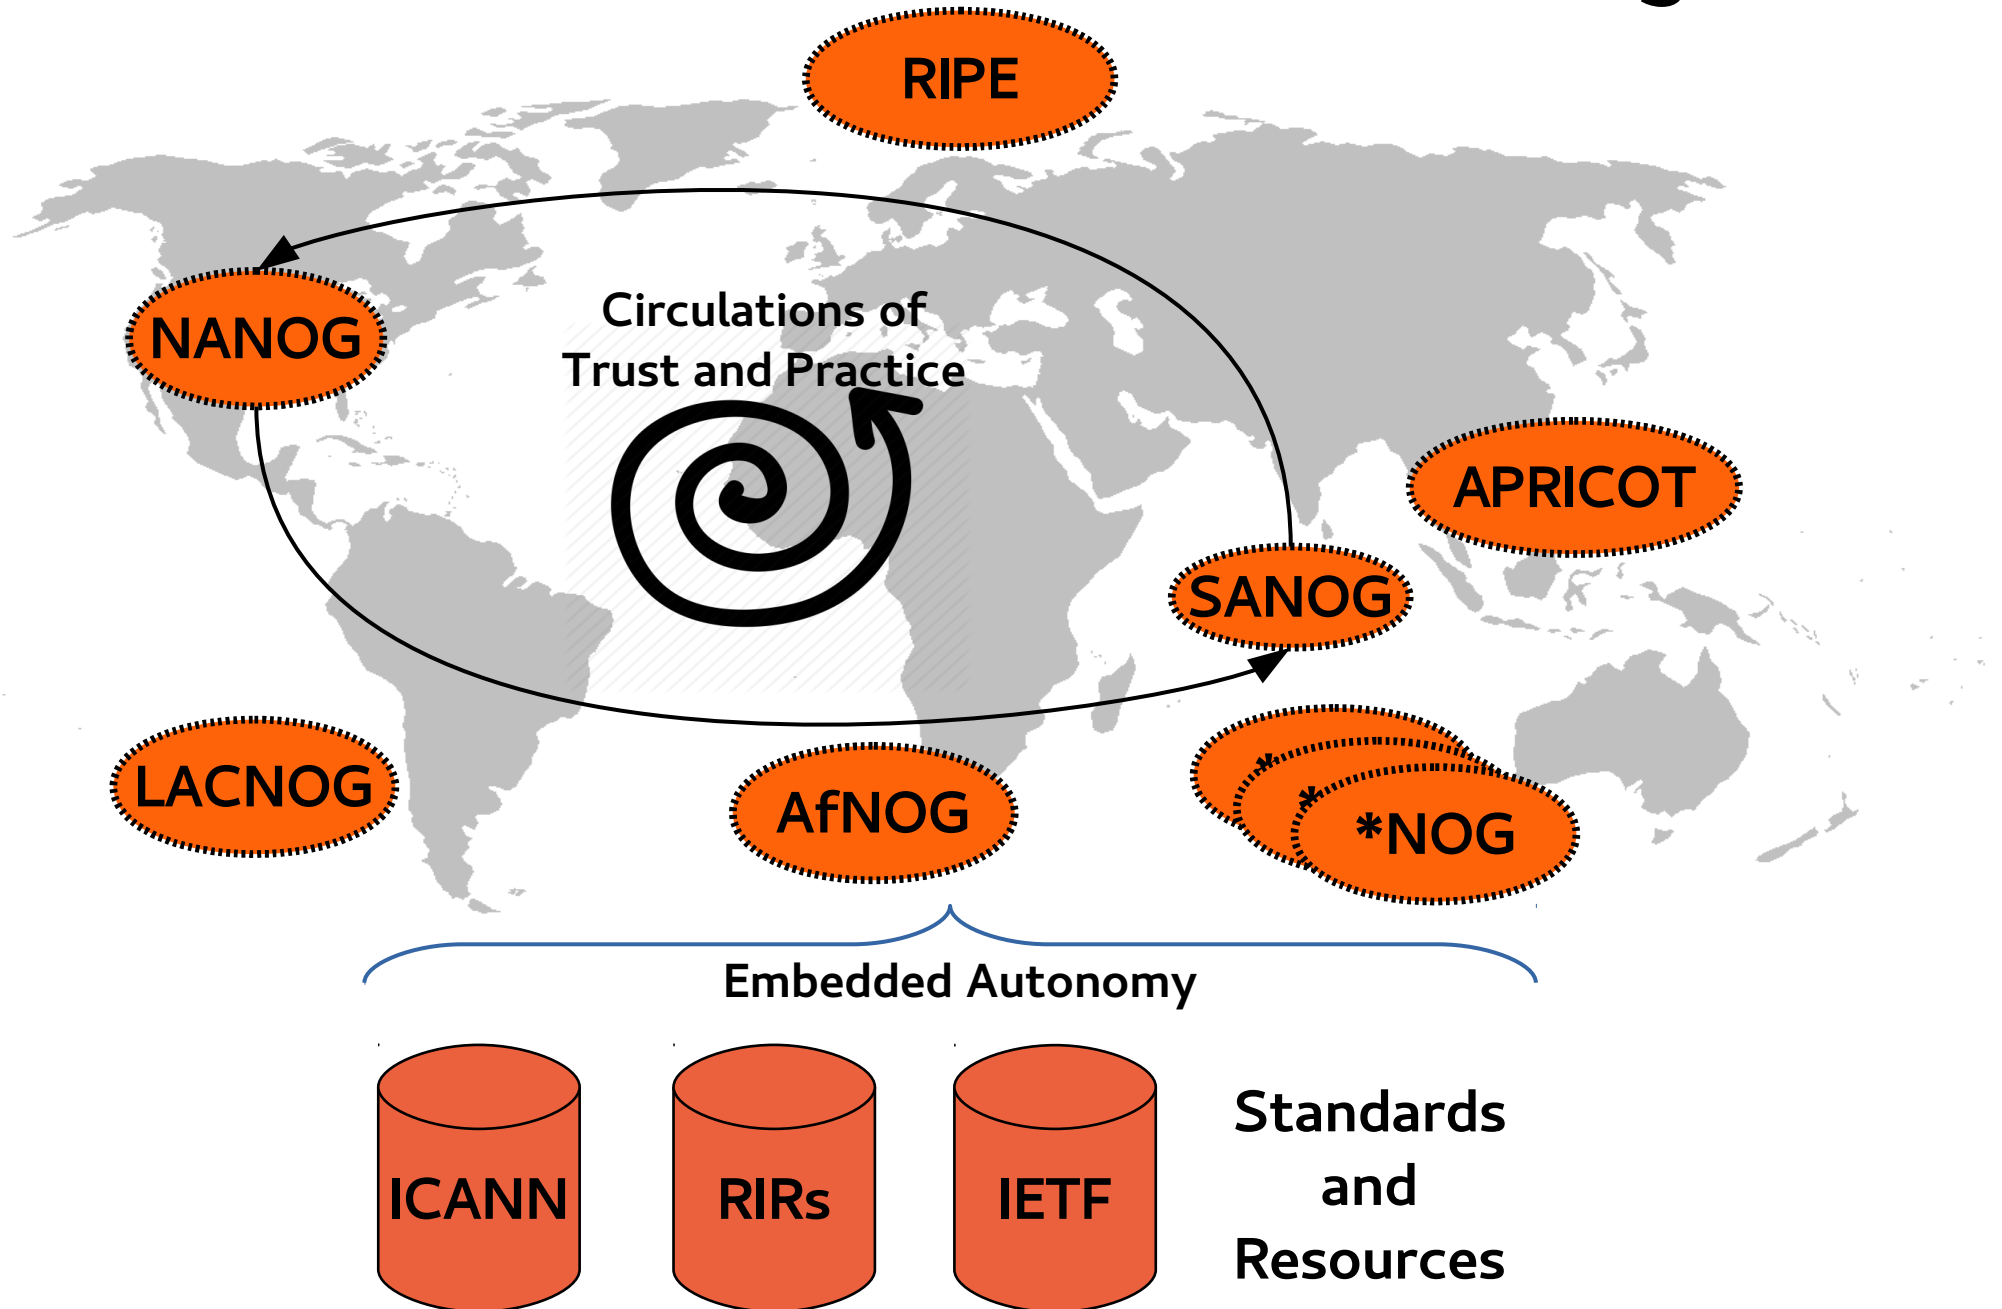 RIPE
NANOG
Circulations of
Trust and Practice
APRICOT
SANOG
LACNOG
AfNOG
*
*
*NOG
Embedded Autonomy
ICANN
RIRs
IETF
Standards
and
Resources